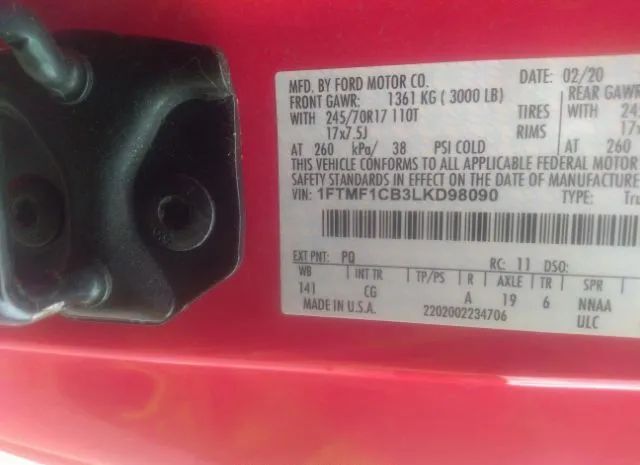 MFD. BY FORD MOTOR CO. DATE: 02/20
FRONT GAWR: 1361 KG ( 3000 LB) REAR GAWR
WITH 245/70R17 110T TIRES WITH 245
17x7.5J RIMS 17x
AT 260 kPa/ 38 PSI COLD AT 260
THIS VEHICLE CONFORMS TO ALL APPLICABLE FEDERAL MOTOR
SAFETY STANDARDS IN EFFECT ON THE DATE OF MANUFACTURE
VIN: 1FTMF1CB3LKD98090 TYPE: Tru
EXT PNT: PQ RC: 11 DSO:
WB INT TR TP/PS R AXLE TR SPR
141 CG A 19 6 NNAA
MADE IN U.S.A. 2202002234706 ULC